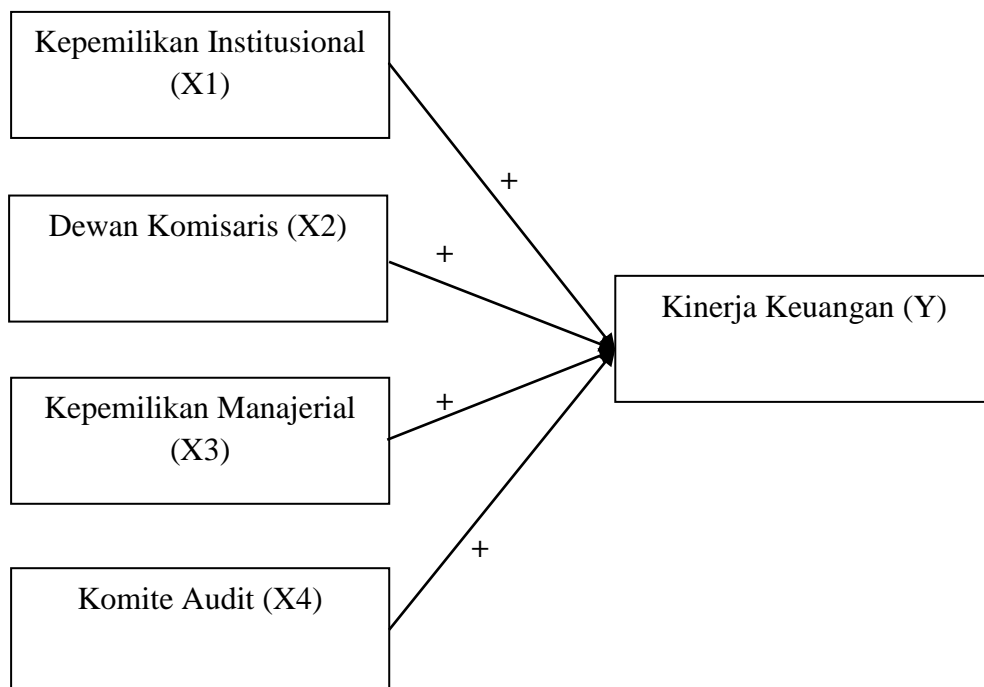 Kepemilikan Institusional
(X1)
+
Dewan Komisaris (X2)
+
Kinerja Keuangan (Y)
Kepemilikan Manajerial
(X3)
+
+
Komite Audit (X4)